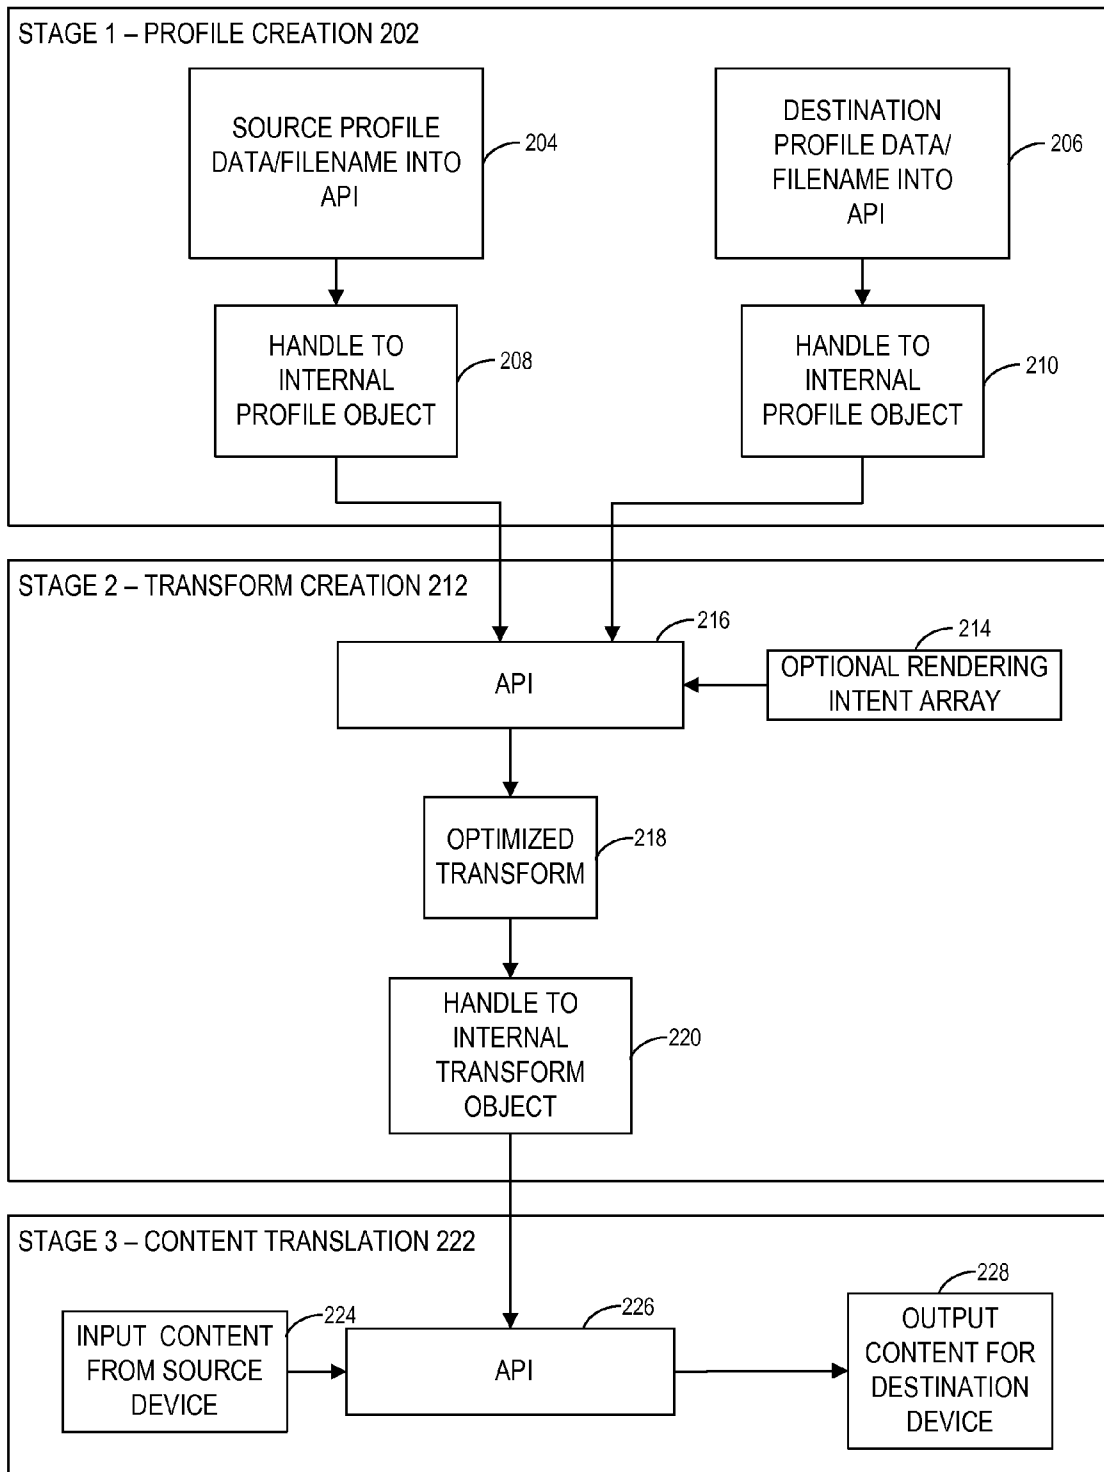 STAGE 1 – PROFILE CREATION 202
SOURCE PROFILE
DATA/FILENAME INTO
API
204
DESTINATION
PROFILE DATA/
FILENAME INTO
API
206
HANDLE TO
INTERNAL
PROFILE OBJECT
208
HANDLE TO
INTERNAL
PROFILE OBJECT
210
STAGE 2 – TRANSFORM CREATION 212
216
API
214
OPTIONAL RENDERING
INTENT ARRAY
OPTIMIZED
TRANSFORM
218
HANDLE TO
INTERNAL
TRANSFORM
OBJECT
220
STAGE 3 – CONTENT TRANSLATION 222
224
INPUT CONTENT
FROM SOURCE
DEVICE
226
API
228
OUTPUT
CONTENT FOR
DESTINATION
DEVICE